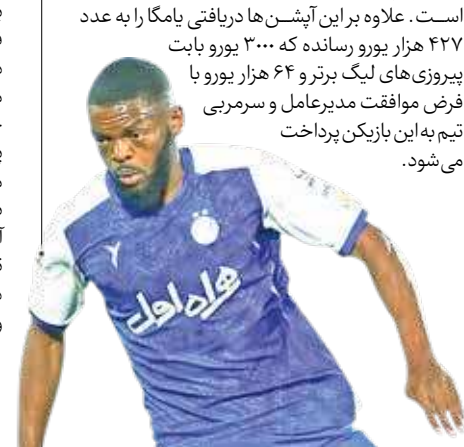 است. علاوه بر این آپشن‌ها دریافتی یامگا را به عدد
۴۲۷ هزار یورو رسانده که ۳۰۰۰ یورو بابت
پیروزی‌های لیگ برتر و ۶۴ هزار یورو با
فرض موافقت مدیرعامل و سرمربی
تیم به این بازیکن پرداخت
می‌شود.
همراه اول